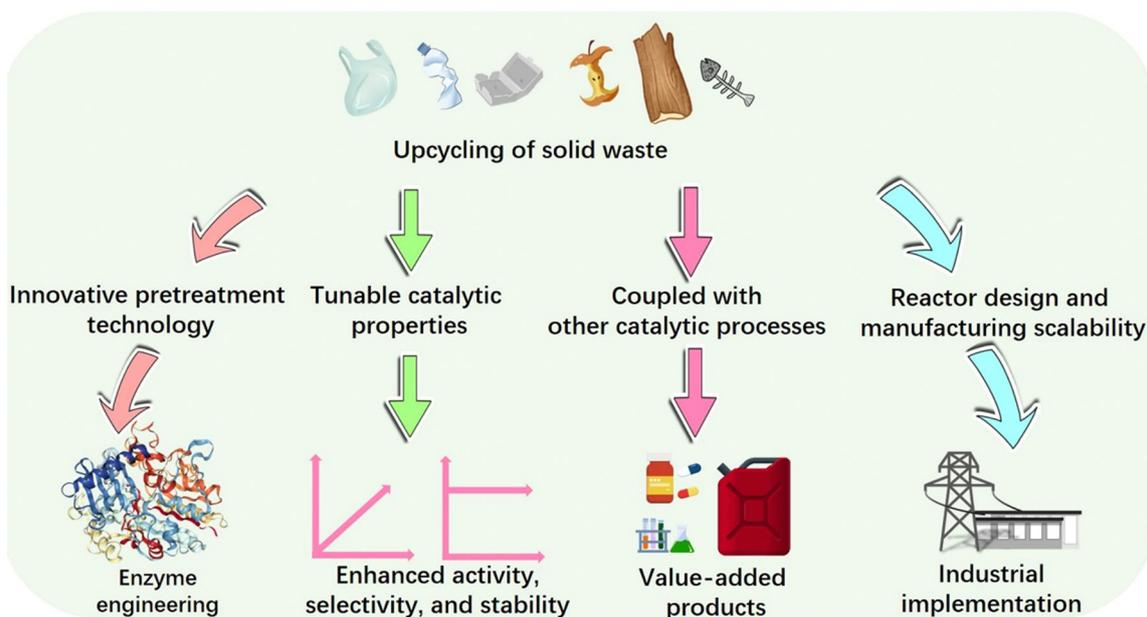 Upcycling of solid waste
Innovative pretreatment
technology
Tunable catalytic
properties
Coupled with
other catalytic processes
Reactor design and
manufacturing scalability
Enzyme
engineering
Enhanced activity,
selectivity, and stability
Value-added
products
Industrial
implementation